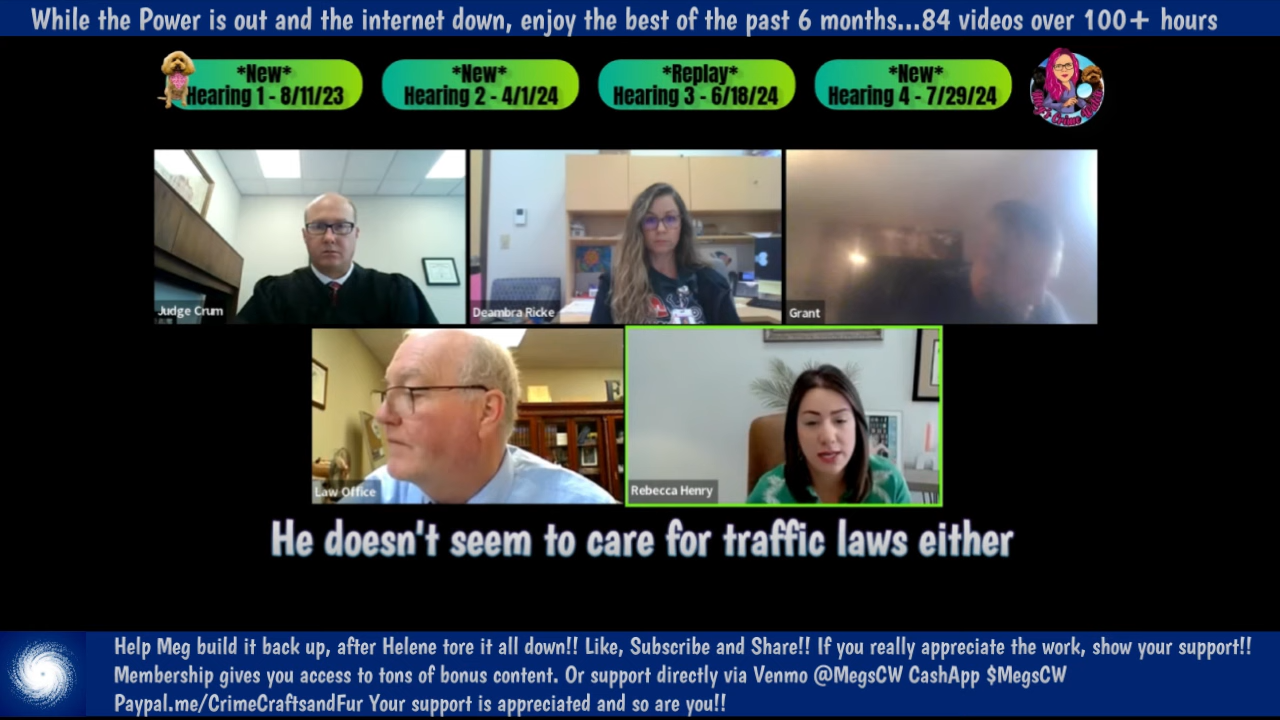 While the Power is out and the internet down, enjoy the best of the past 6 months...84 videos over 100+ hours
*New*
Hearing 1 - 8/11/23
*New*
Hearing 2 - 4/1/24
*Replay*
Hearing 3 - 6/18/24
*New*
Hearing 4 - 7/29/24
Judge Crum
Deambra Ricke
Grant
Law Office
Rebecca Henry
He doesn't seem to care for traffic laws either
Help Meg build it back up, after Helene tore it all down!! Like, Subscribe and Share!! If you really appreciate the work, show your support!!
Membership gives you access to tons of bonus content. Or support directly via Venmo @MegsCW CashApp $MegsCW
Paypal.me/CrimeCraftsandFur Your support is appreciated and so are you!!